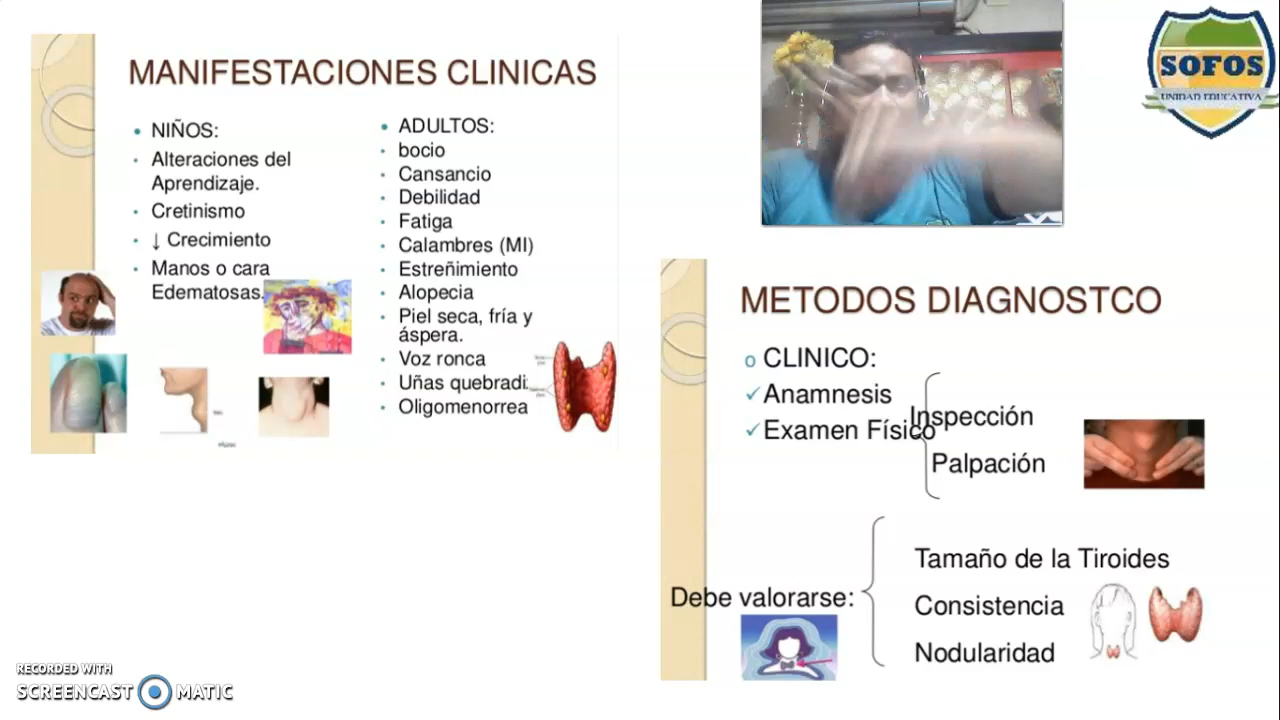 MANIFESTACIONES CLINICAS
NIÑOS:
Alteraciones del
Aprendizaje.
Cretinismo
↓ Crecimiento
Manos o cara
Edematosas.
ADULTOS:
bocio
Cansancio
Debilidad
Fatiga
Calambres (MI)
Estreñimiento
Alopecia
Piel seca, fría y
áspera.
Voz ronca
Uñas quebradi
Oligomenorrea
SOFOS
UNIDAD EDUCATIVA
METODOS DIAGNOSTCO
o CLINICO:
✓ Anamnesis
✓ Examen Físico
Inspección
Palpación
Debe valorarse:
Tamaño de la Tiroides
Consistencia
Nodularidad
RECORDED WITH
SCREENCAST MATIC